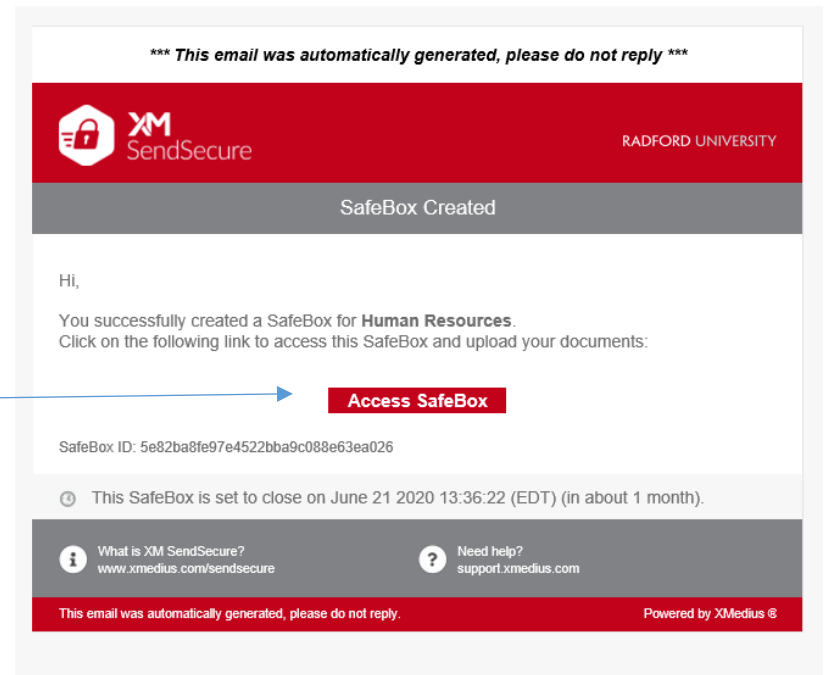 *** This email was automatically generated, please do not reply ***
XM
SendSecure
RADFORD UNIVERSITY
SafeBox Created
Hi,
You successfully created a SafeBox for Human Resources.
Click on the following link to access this SafeBox and upload your documents:
Access SafeBox
SafeBox ID: 5e82ba8fe97e4522bba9c088e63ea026
This SafeBox is set to close on June 21 2020 13:36:22 (EDT) (in about 1 month).
What is XM SendSecure?
www.xmedius.com/sendsecure
Need help?
support.xmedius.com
This email was automatically generated, please do not reply.
Powered by XMedius ®